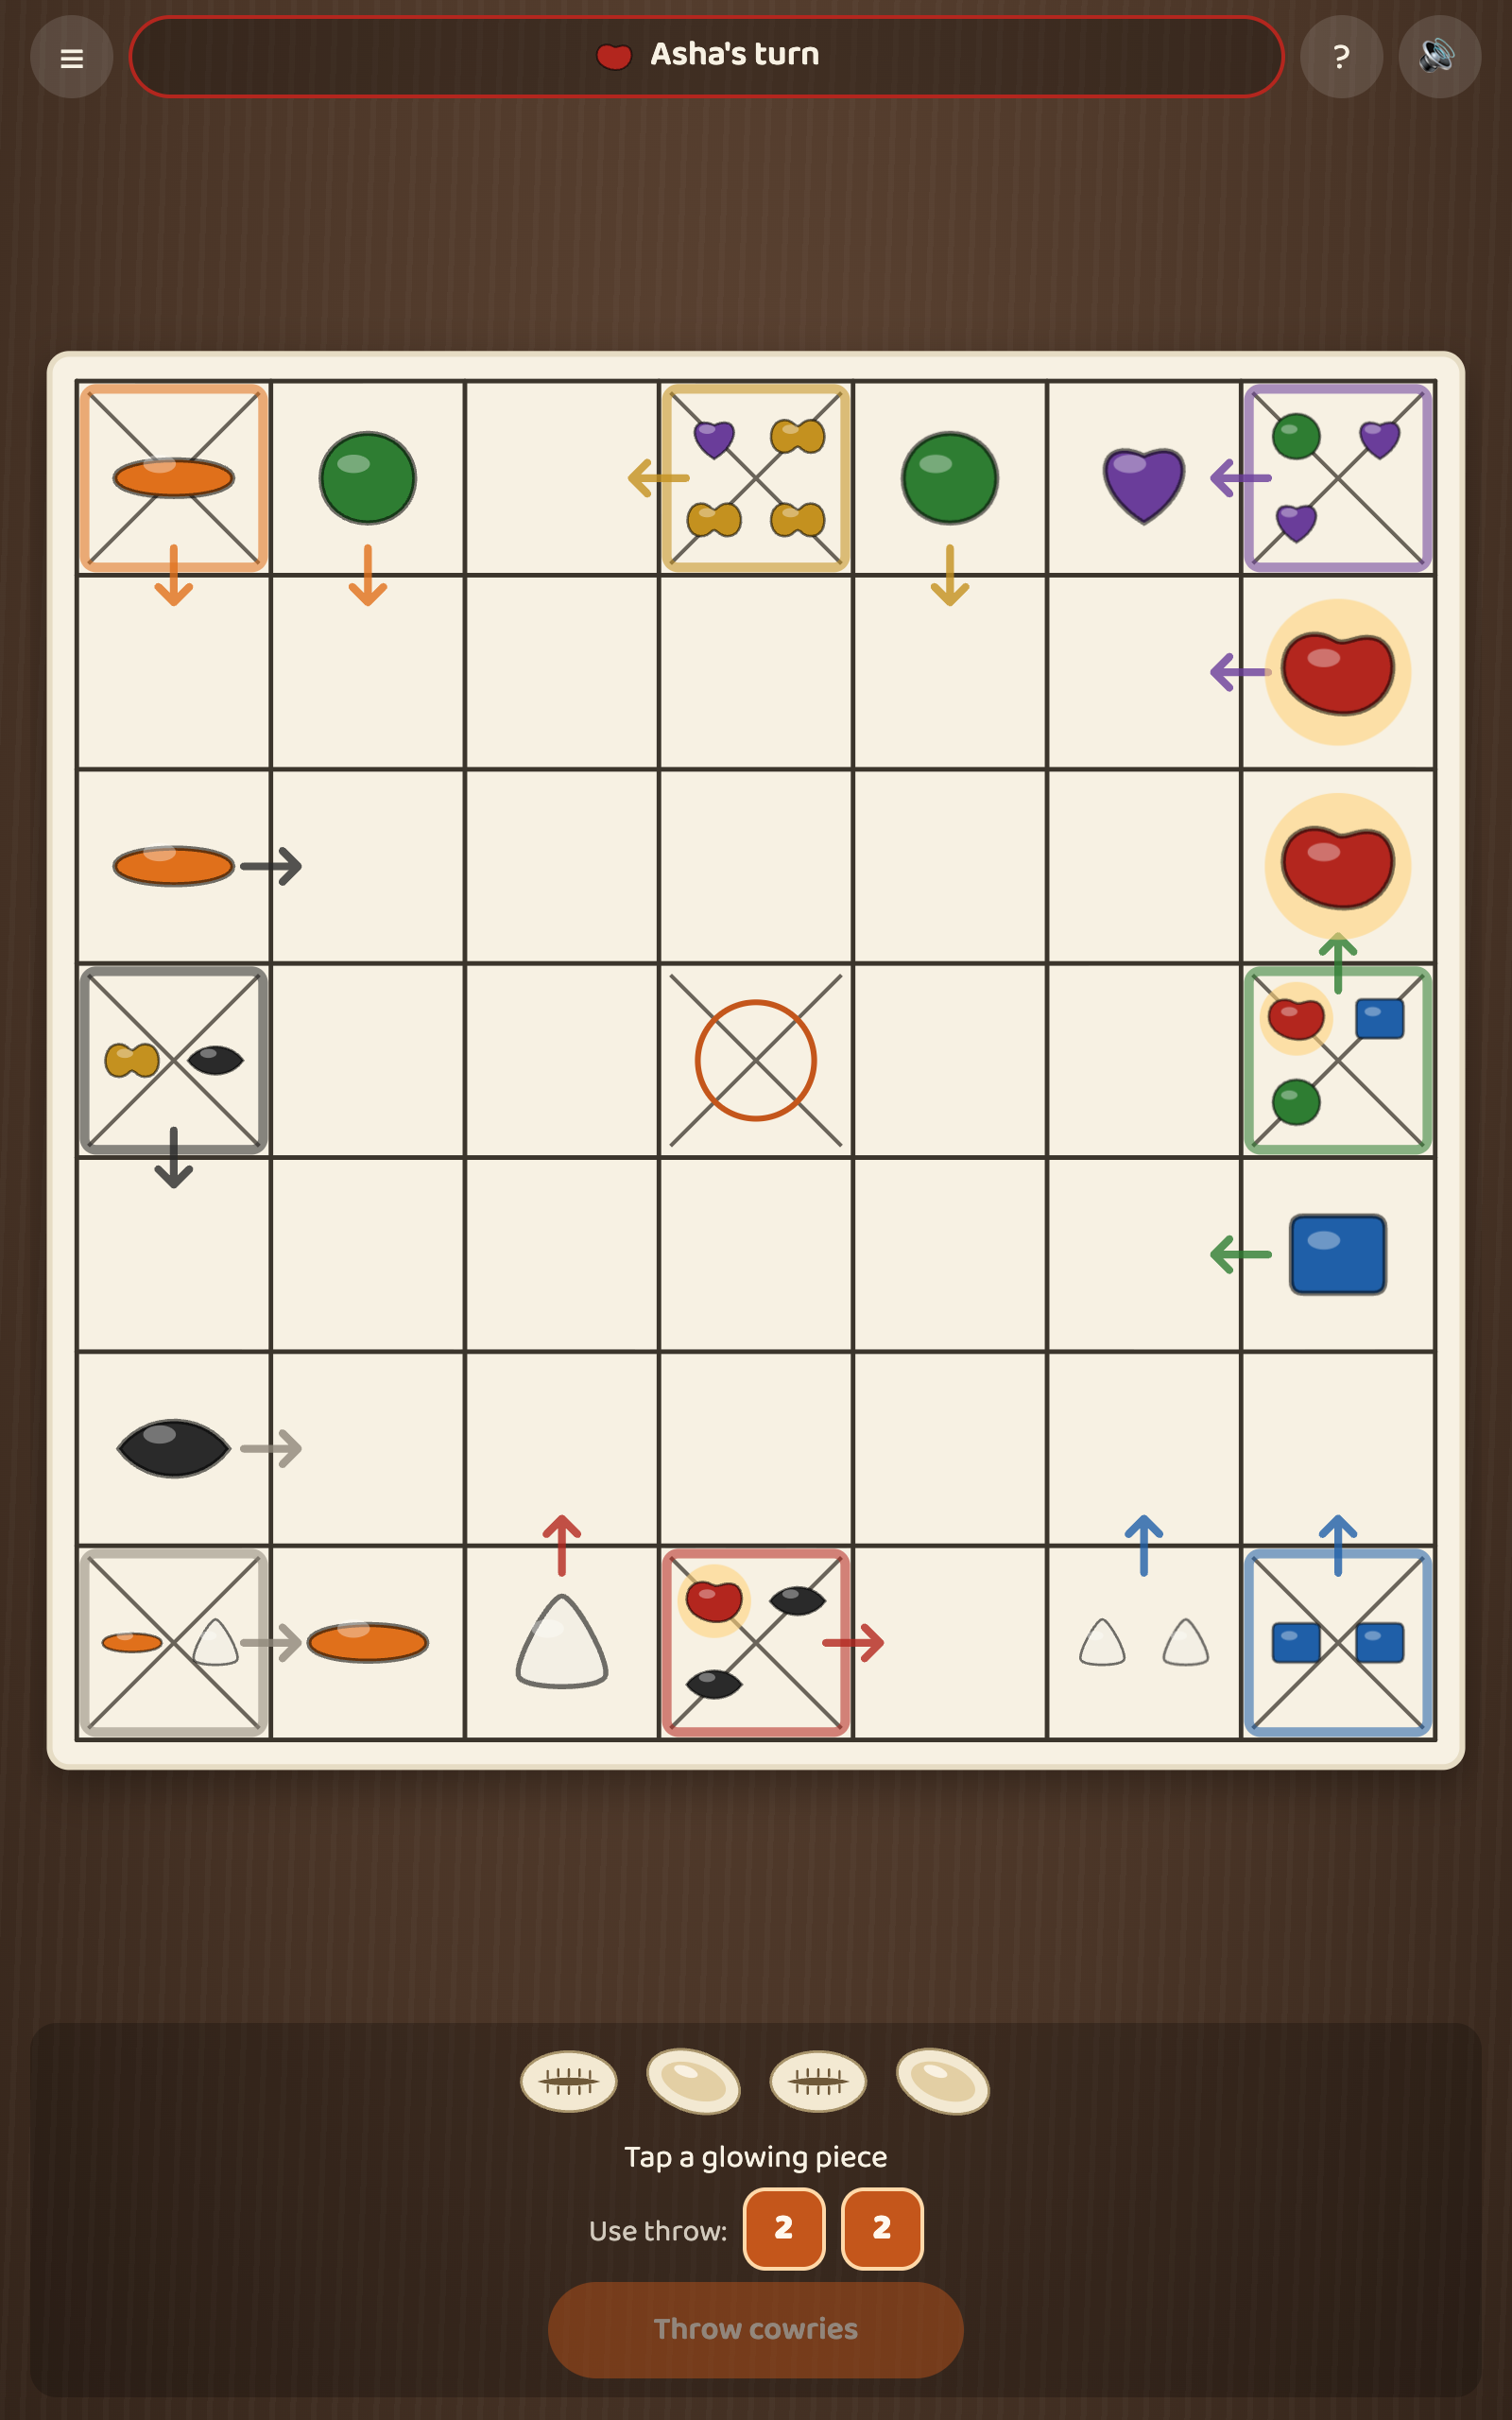 Asha's turn
?
Tap a glowing piece
Use throw: 2 2
Throw cowries